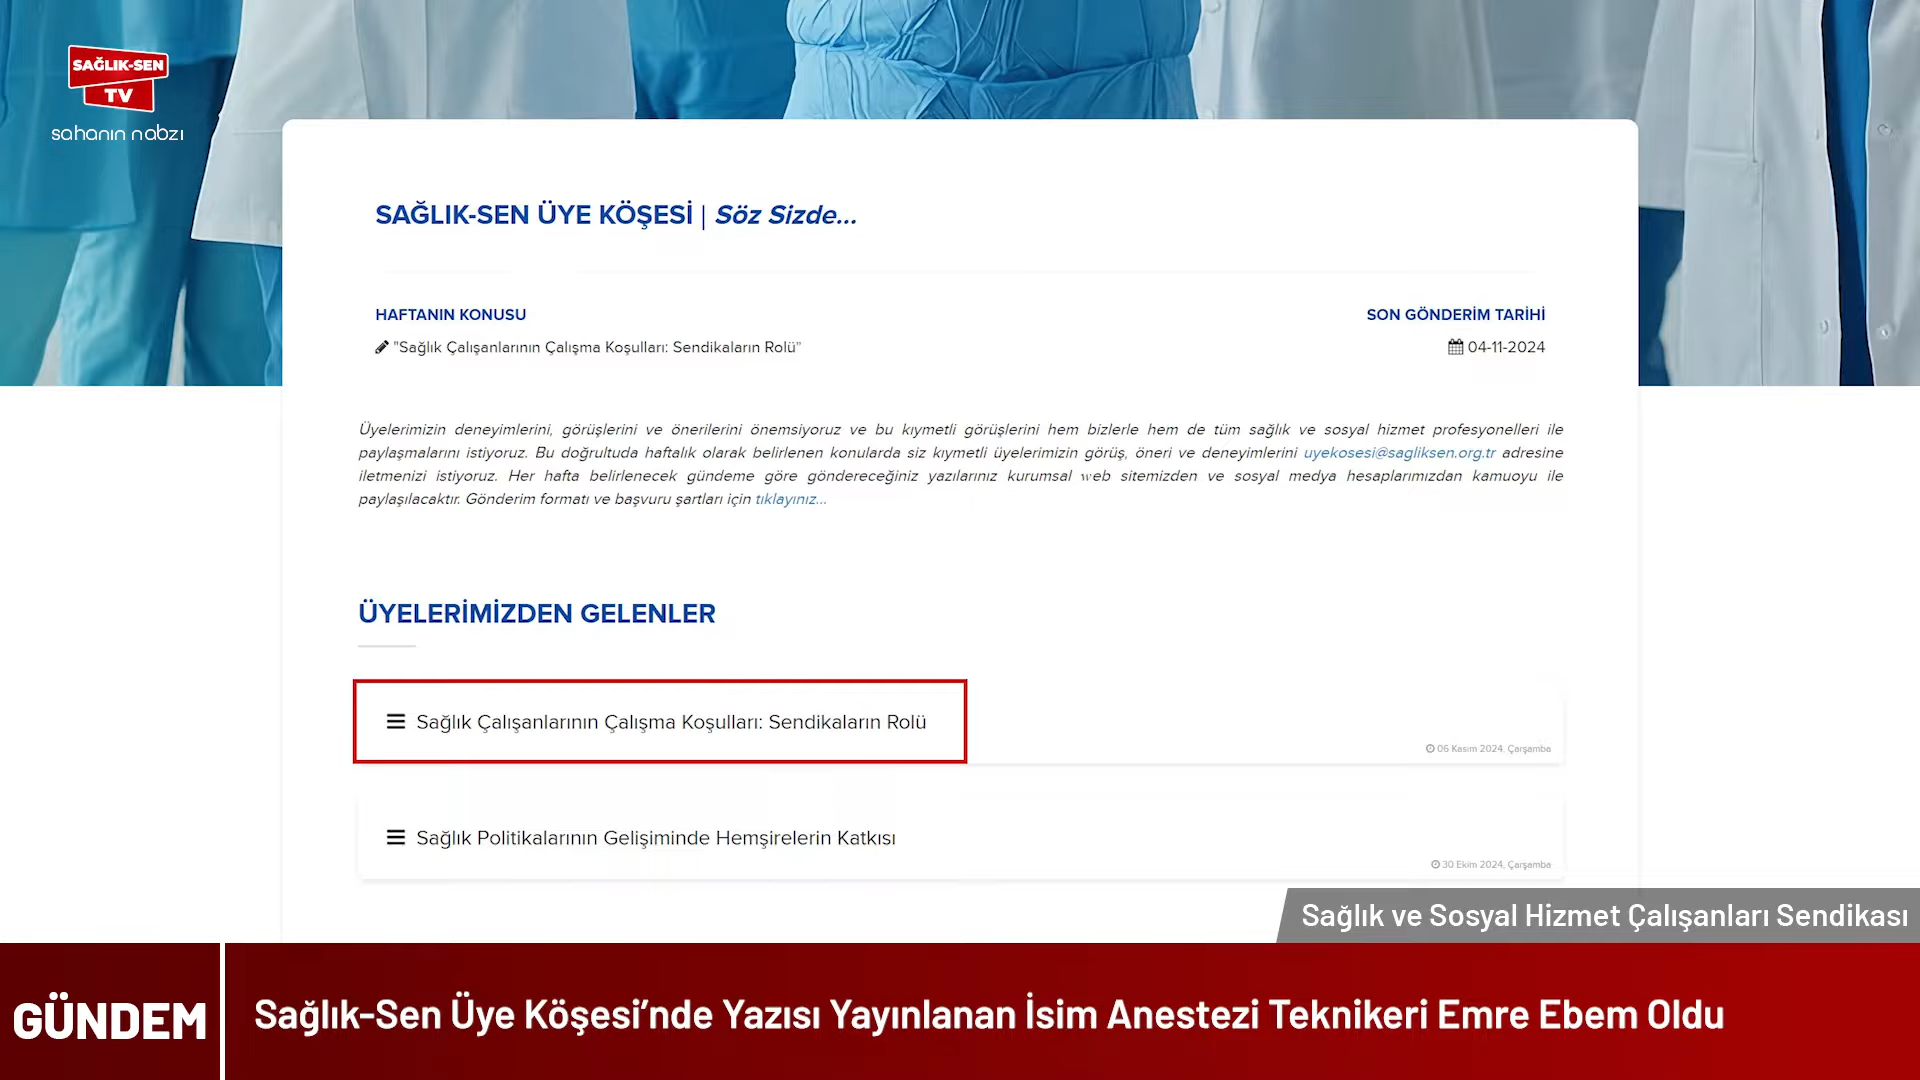 SAĞLIK-SEN
TV
sahanın nabzı
SAĞLIK-SEN ÜYE KÖŞESİ | Söz Sizde...
HAFTANIN KONUSU
SON GÖNDERİM TARİHİ
"Sağlık Çalışanlarının Çalışma Koşulları: Sendikaların Rolü"
04-11-2024
Üyelerimizin deneyimlerini, görüşlerini ve önerilerini önemsiyoruz ve bu kıymetli görüşlerini hem bizlerle hem de tüm sağlık ve sosyal hizmet profesyonelleri ile
paylaşmalarını istiyoruz. Bu doğrultuda haftalık olarak belirlenen konularda siz kıymetli üyelerimizin görüş, öneri ve deneyimlerini uyekosesi@sagliksen.org.tr adresine
iletmenizi istiyoruz. Her hafta belirlenecek gündeme göre göndereceğiniz yazılarınız kurumsal web sitemizden ve sosyal medya hesaplarımızdan kamuoyu ile
paylaşılacaktır. Gönderim formatı ve başvuru şartları için tıklayınız...
ÜYELERİMİZDEN GELENLER
Sağlık Çalışanlarının Çalışma Koşulları: Sendikaların Rolü
06 Kasım 2024, Çarşamba
Sağlık Politikalarının Gelişiminde Hemşirelerin Katkısı
30 Ekim 2024, Çarşamba
Sağlık ve Sosyal Hizmet Çalışanları Sendikası
GÜNDEM
Sağlık-Sen Üye Köşesi’nde Yazısı Yayınlanan İsim Anestezi Teknikeri Emre Ebem Oldu